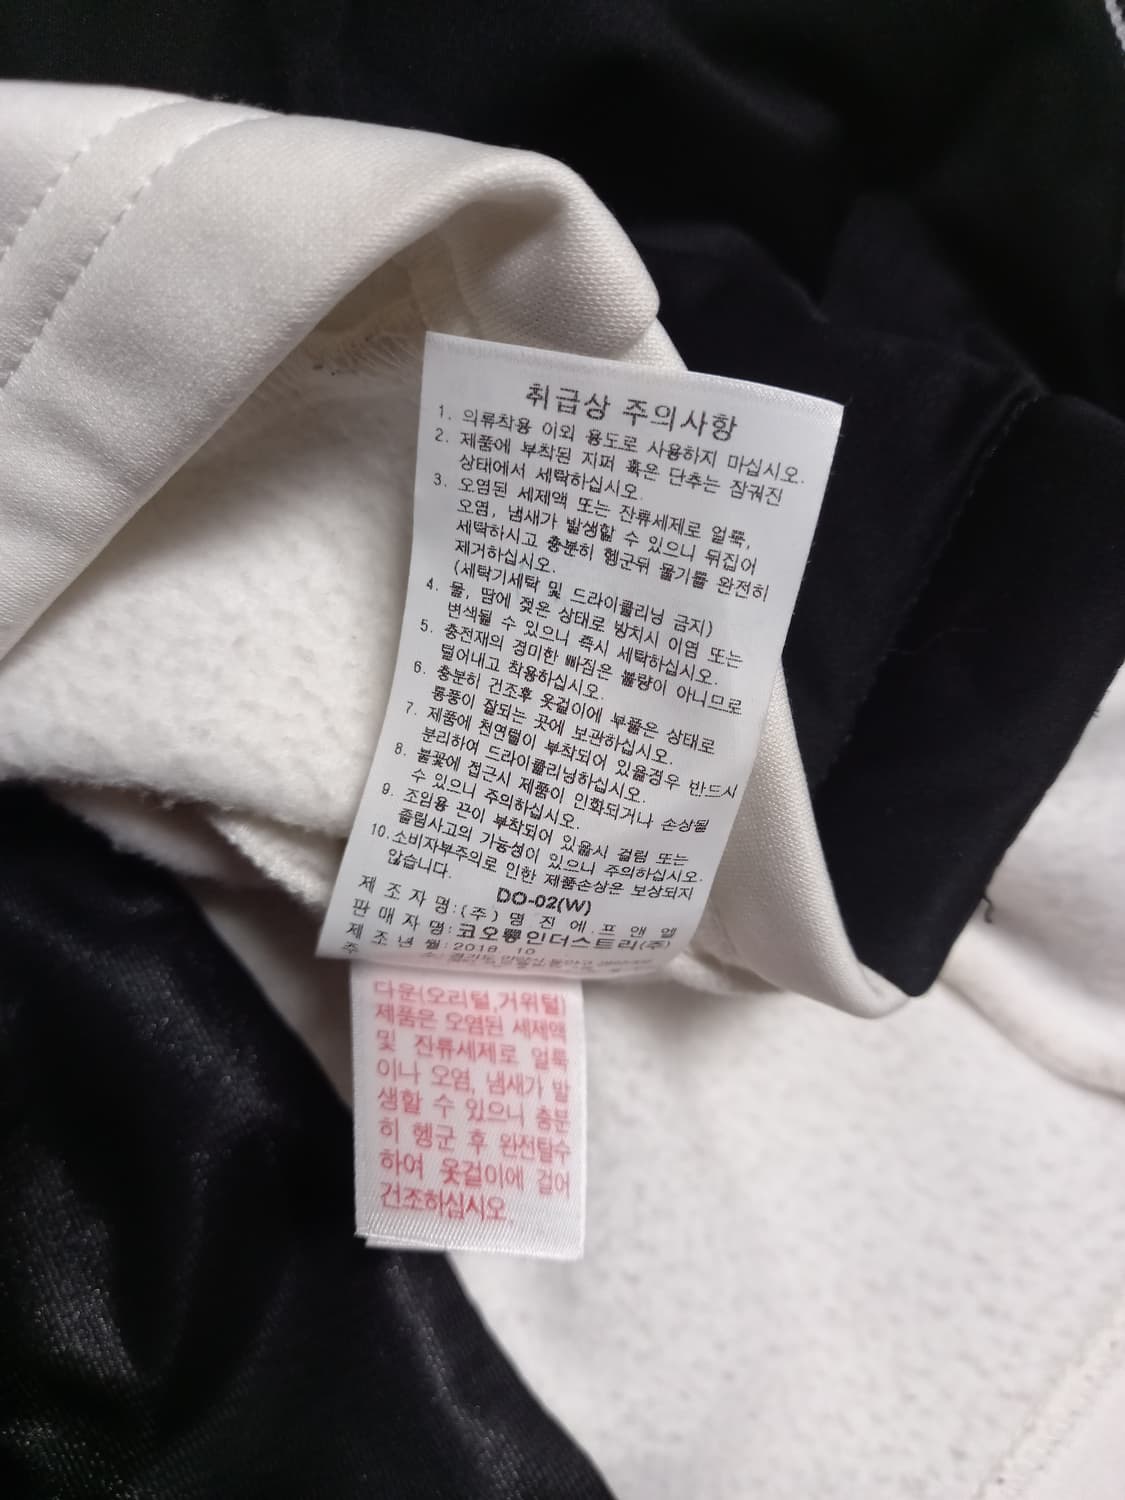 취급상 주의사항
1. 의류착용 이외 용도로 사용하지 마십시오.
2. 제품에 부착된 지퍼 혹은 단추는 잠궈진
상태에서 세탁하십시오.
3. 오염된 세제액 또는 잔류세제로 얼룩,
오염, 냄새가 발생할 수 있으니 뒤집어
세탁하시고 충분히 헹군뒤 물기를 완전히
제거하십시오.
(세탁기세탁 및 드라이클리닝 금지)
4. 물, 땀에 젖은 상태로 방치시 이염 또는
변색될 수 있으니 즉시 세탁하십시오.
5. 충전재의 경미한 빠짐은 불량이 아니므로
털어내고 착용하십시오.
6. 충분히 건조후 옷걸이에 부풀은 상태로
통풍이 잘되는 곳에 보관하십시오.
7. 제품에 천연털이 부착되어 있을경우 반드시
분리하여 드라이클리닝하십시오.
8. 불꽃에 접근시 제품이 인화되거나 손상될
수 있으니 주의하십시오.
9. 조임용 끈이 부착되어 있을시 걸림 또는
졸림사고의 가능성이 있으니 주의하십시오.
10. 소비자부주의로 인한 제품손상은 보상되지
않습니다.
DO-02(W)
제 조 자 명:(주) 명 진 에 프 앤 엘
판 매 자 명:코오롱인더스트리(주)
제 조 년 월:2018. 10
주 소:
다운(오리털,거위털)
제품은 오염된 세제액
및 잔류세제로 얼룩
이나 오염, 냄새가 발
생할 수 있으니 충분
히 헹군 후 완전탈수
하여 옷걸이에 걸어
건조하십시오.